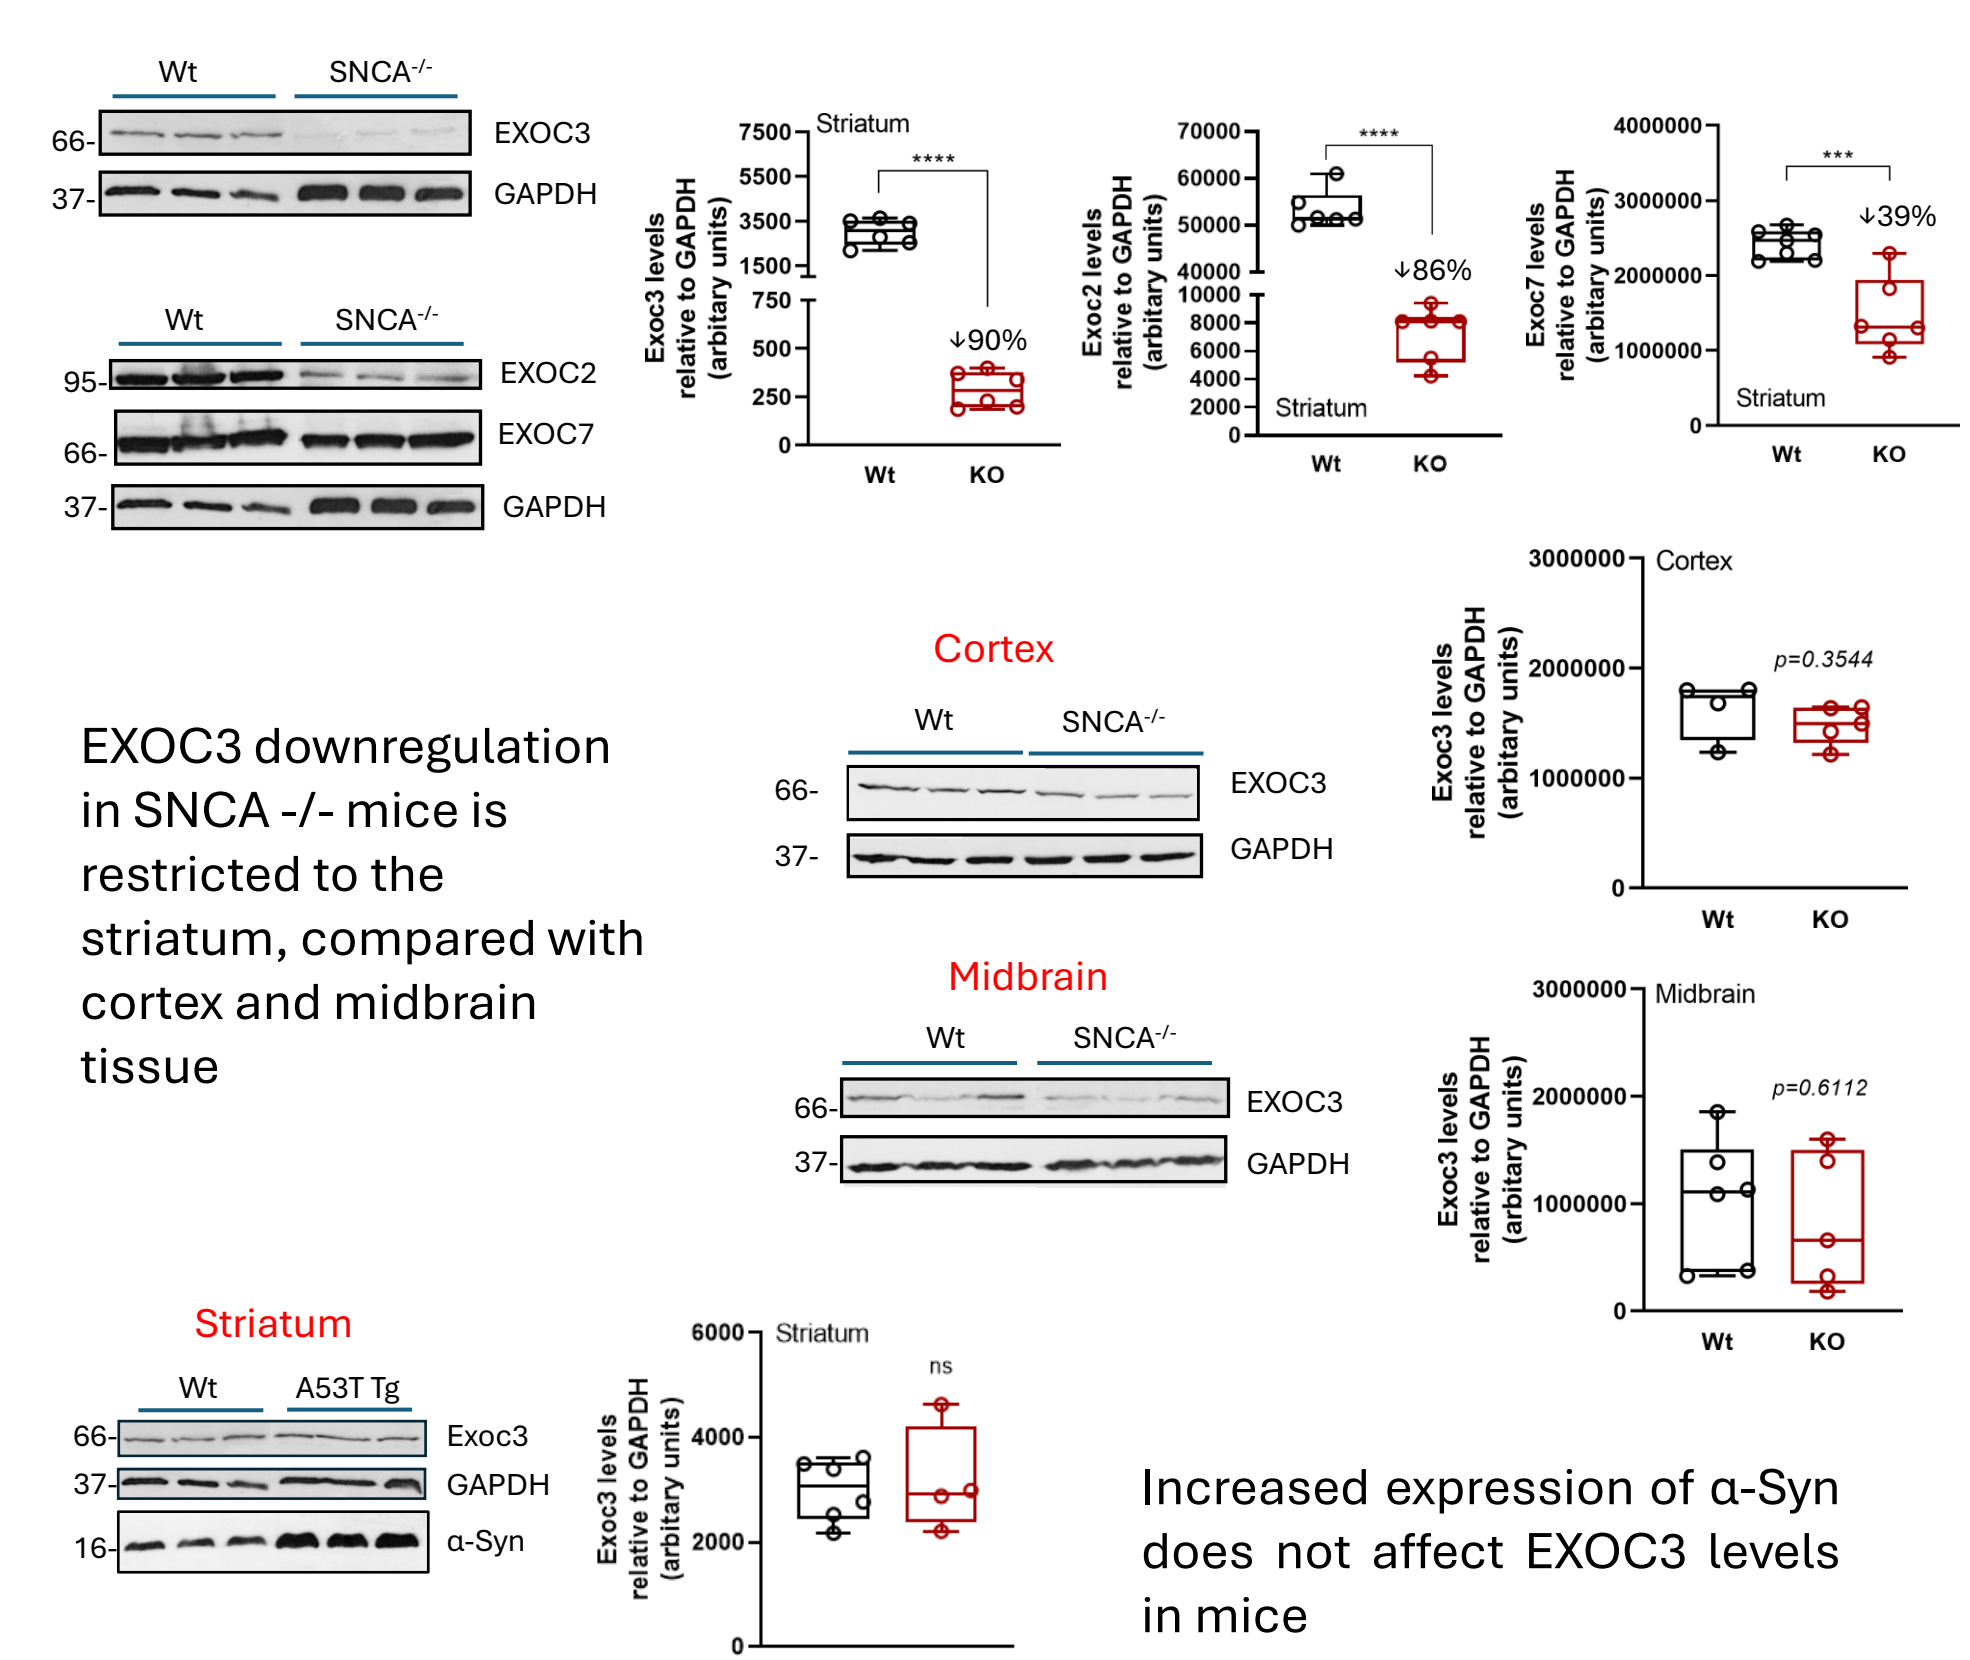 Wt SNCA-/-
66- EXOC3
37- GAPDH
Wt SNCA-/-
95- EXOC2
66- EXOC7
37- GAPDH
Exoc3 levels
relative to GAPDH
(arbitary units)
Striatum
7500
5500
3500
1500
750
500
250
0
****
↓90%
Wt KO
Exoc2 levels
relative to GAPDH
(arbitary units)
70000
60000
50000
40000
10000
8000
6000
4000
2000
0
****
↓86%
Striatum
Wt KO
Exoc7 levels
relative to GAPDH
(arbitary units)
4000000
3000000
2000000
1000000
0
***
↓39%
Striatum
Wt KO
EXOC3 downregulation
in SNCA -/- mice is
restricted to the
striatum, compared with
cortex and midbrain
tissue
Cortex
Wt SNCA-/-
66- EXOC3
37- GAPDH
Exoc3 levels
relative to GAPDH
(arbitary units)
Cortex
3000000
2000000
1000000
0
p=0.3544
Wt KO
Midbrain
Wt SNCA-/-
66- EXOC3
37- GAPDH
Exoc3 levels
relative to GAPDH
(arbitary units)
Midbrain
3000000
2000000
1000000
0
p=0.6112
Wt KO
Striatum
Wt A53T Tg
66- Exoc3
37- GAPDH
16- α-Syn
Exoc3 levels
relative to GAPDH
(arbitary units)
Striatum
6000
4000
2000
0
ns
Increased expression of α-Syn
does not affect EXOC3 levels
in mice